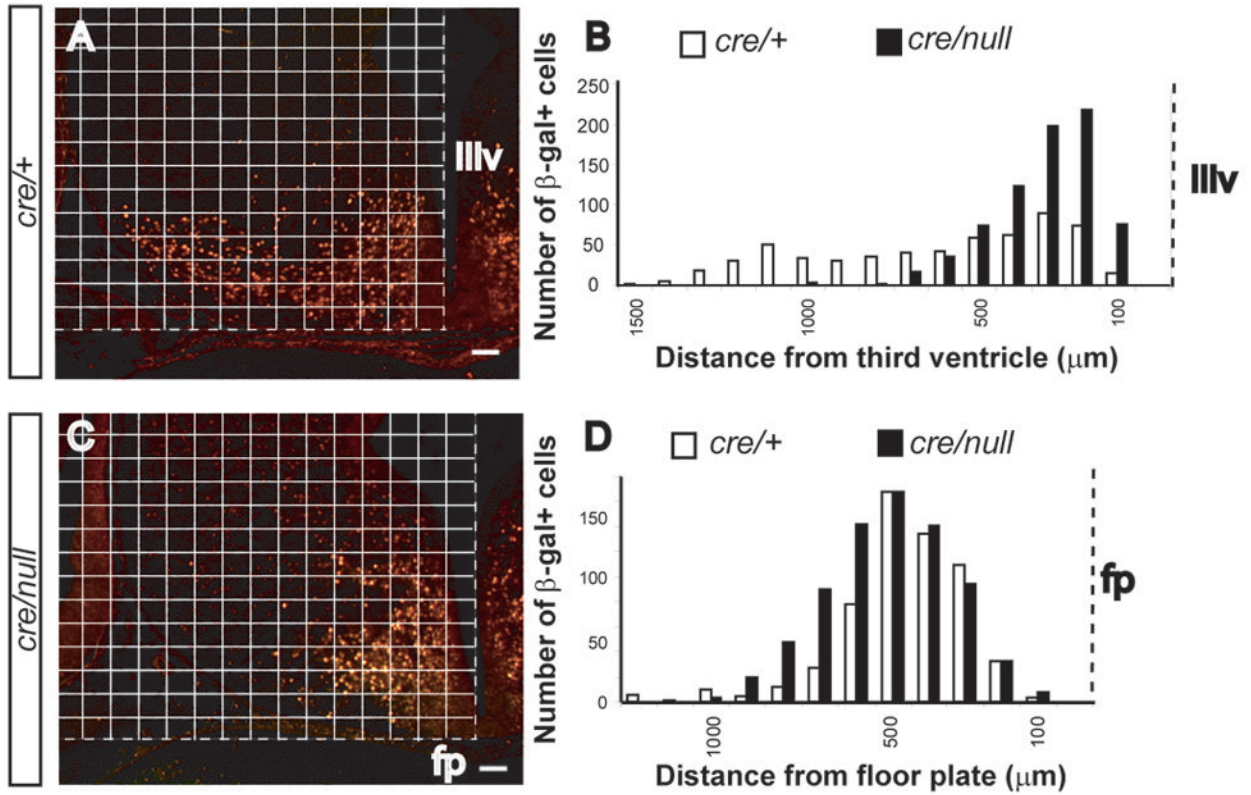 cre/+
A
IIIv
B
cre/+ cre/null
Number of β-gal+ cells
250
200
150
100
50
0
1500 1000 500 100
IIIv
Distance from third ventricle (μm)
cre/null
C
fp
D
cre/+ cre/null
Number of β-gal+ cells
150
100
50
0
1000 500 100
fp
Distance from floor plate (μm)